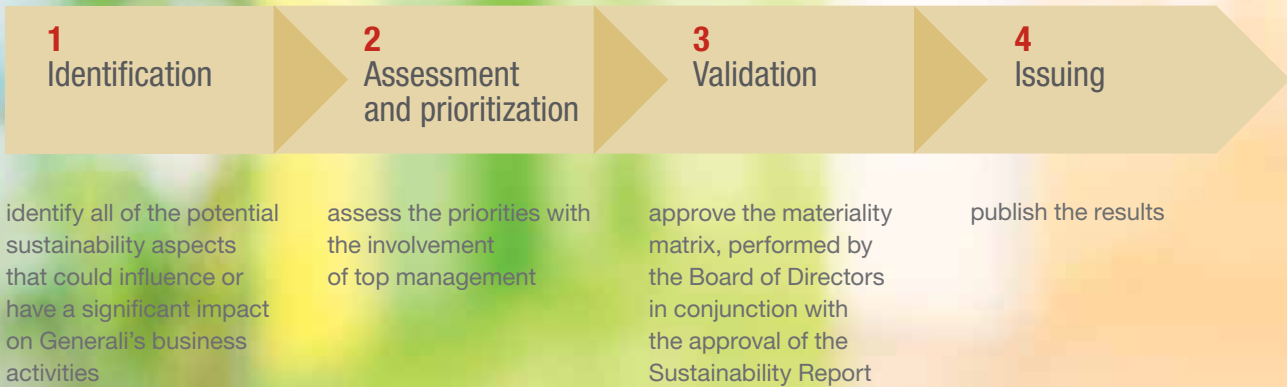 1
Identification
2
Assessment
and prioritization
3
Validation
4
Issuing
identify all of the potential
sustainability aspects
that could influence or
have a significant impact
on Generali's business
activities
assess the priorities with
the involvement
of top management
approve the materiality
matrix, performed by
the Board of Directors
in conjunction with
the approval of the
Sustainability Report
publish the results